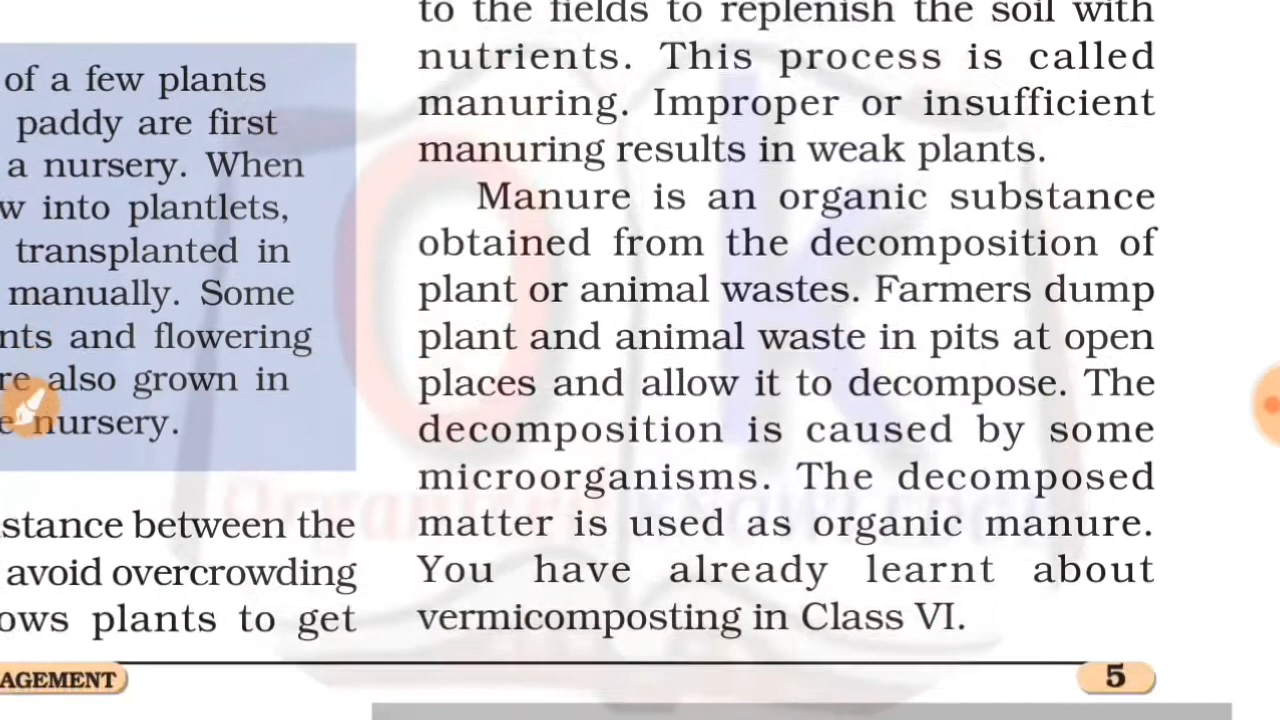 of a few plants
paddy are first
a nursery. When
into plantlets,
transplanted in
manually. Some
and flowering
also grown in
nursery.
between the
avoid overcrowding
plants to get
AGEMENT
to the fields to replenish the soil with
nutrients. This process is called
manuring. Improper or insufficient
manuring results in weak plants.
Manure is an organic substance
obtained from the decomposition of
plant or animal wastes. Farmers dump
plant and animal waste in pits at open
places and allow it to decompose. The
decomposition is caused by some
microorganisms. The decomposed
matter is used as organic manure.
You have already learnt about
vermicomposting in Class VI.
5